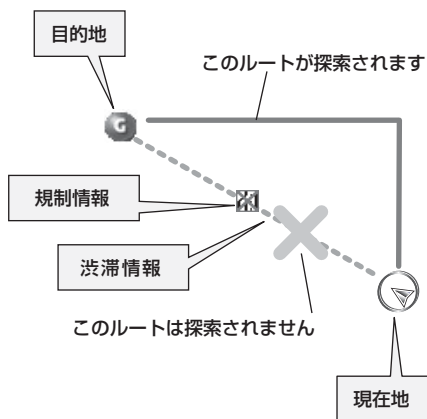 目的地
このルートが探索されます
G
規制情報
渋滞情報
このルートは探索されません
現在地